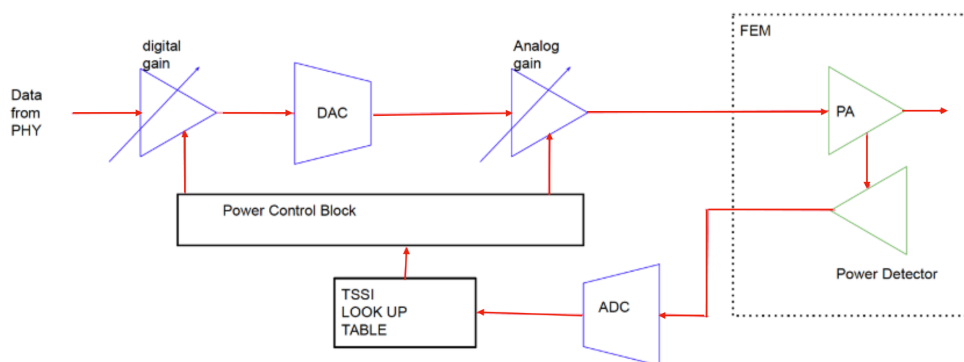 FEM
digital
gain
Analog
gain
Data
from
PHY
DAC
PA
Power Control Block
Power Detector
TSSI
LOOK UP
TABLE
ADC